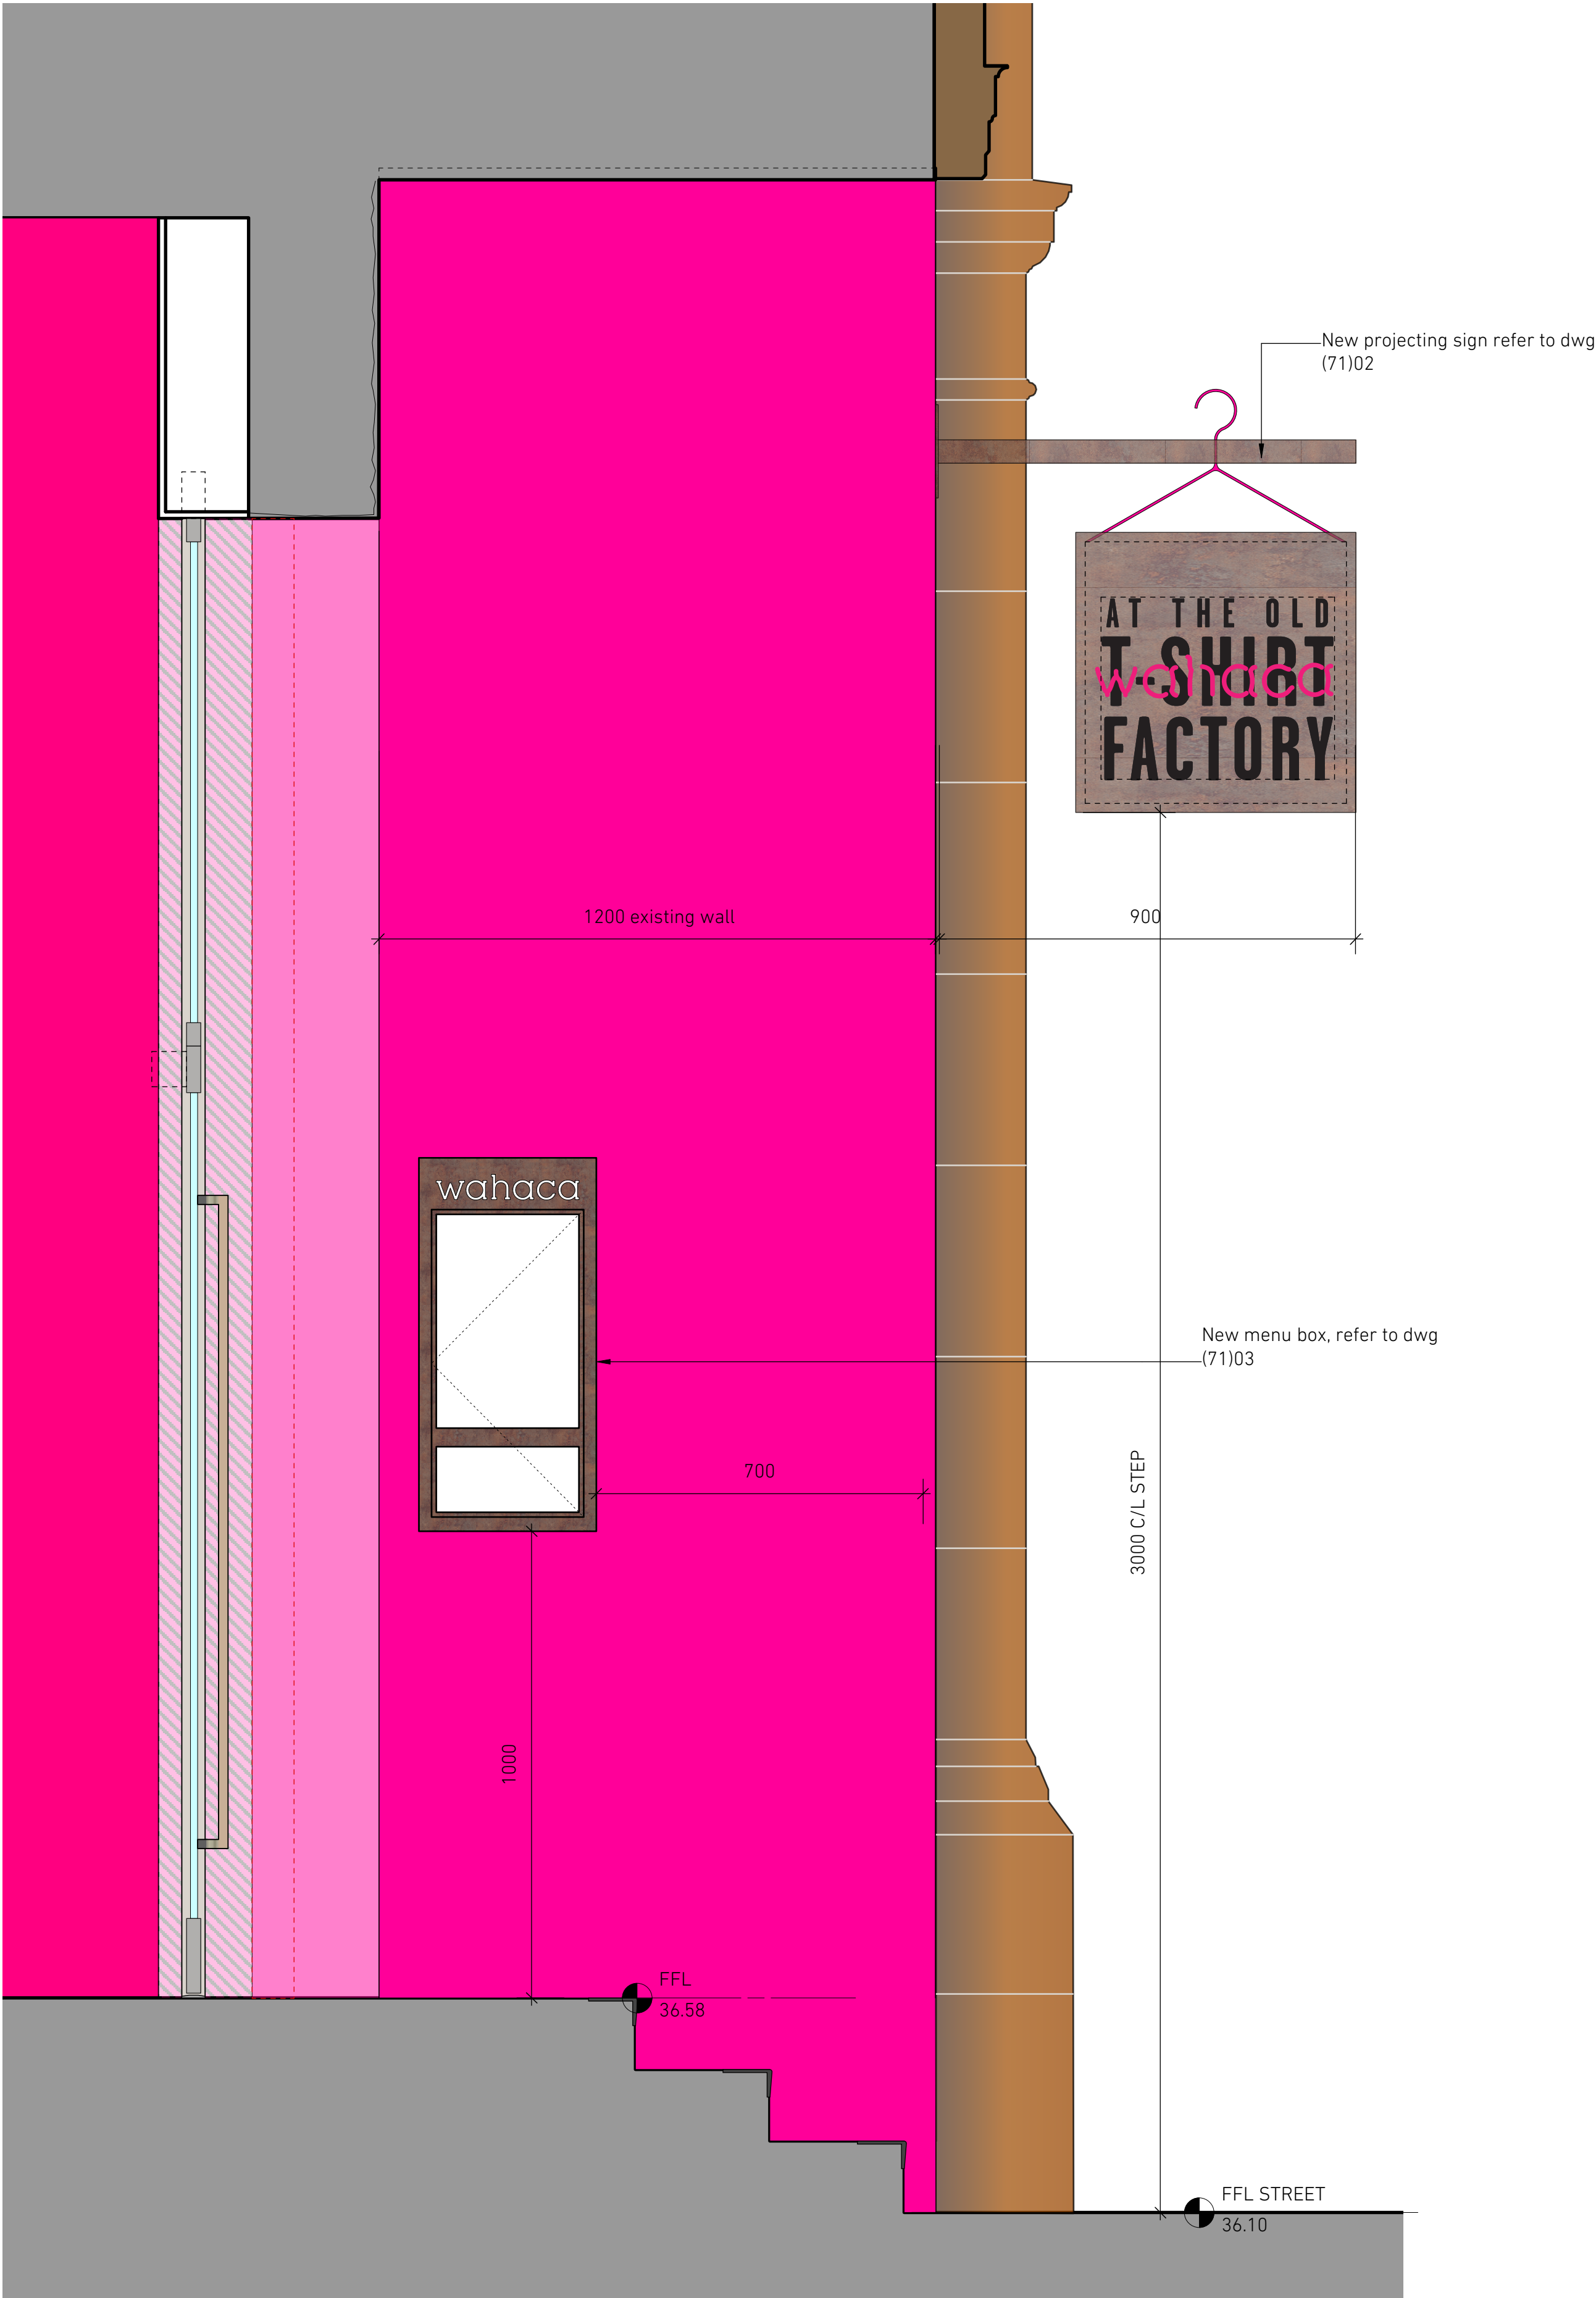 New projecting sign refer to dwg
(71)02
AT THE OLD
T-SHIRT
wahaca
FACTORY
1200 existing wall
900
wahaca
New menu box, refer to dwg
(71)03
700
3000 C/L STEP
1000
FFL
36.58
FFL STREET
36.10